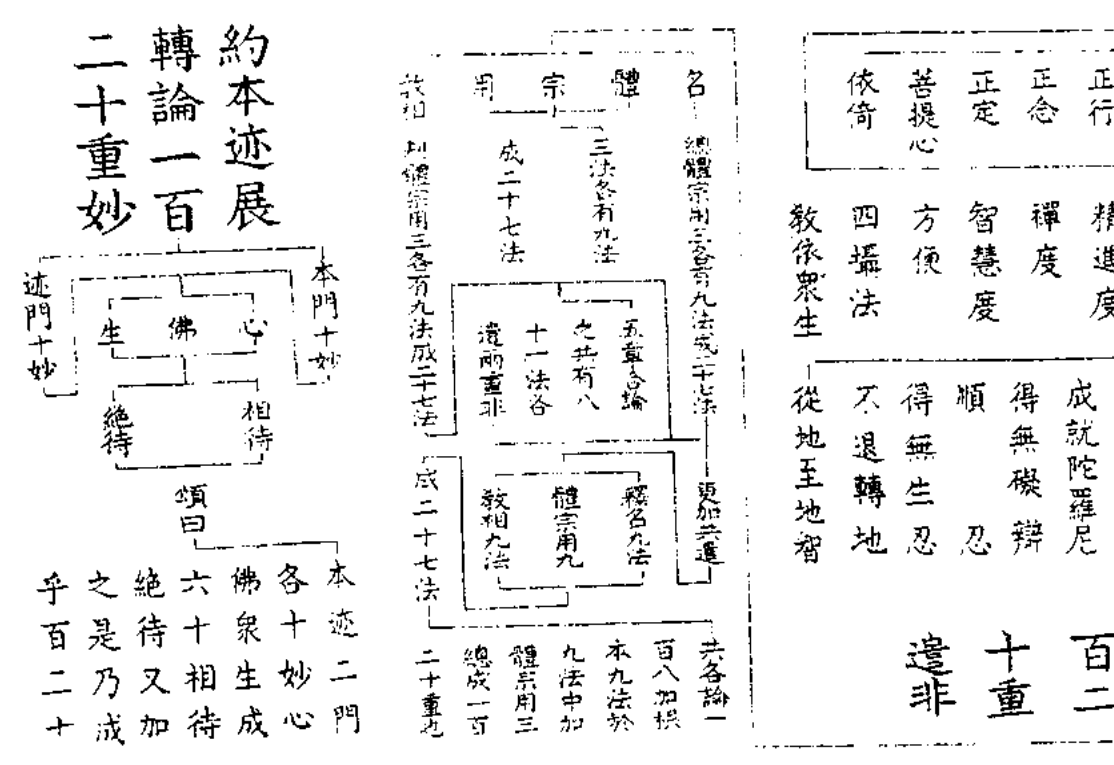 正行
正念
正定
菩提心
依倚
精進度
禪度
智慧度
方便
四攝法
教依眾生
成就陀羅尼
得無礙辯
順忍
得無生忍
不退轉地
從地至地智
百二
十重
遣非
名
體
宗
用
教相
總體宗用三各有九法成二十七法
三法各有九法
成二十七法
判體宗用三各有九法成二十七法
五章合論
之共有八
十一法各
遣兩重非
更加共遣
釋名九法
體宗用九
教相九法
成二十七法
共各論一
百八加根
本九法於
九法中加
體宗用三
總成一百
二十重也
約本迹展
轉論一百
二十重妙
本門十妙
心
佛
生
迹門十妙
相待
絕待
頌曰
本迹二門
各十妙心
佛眾生成
六十相待
絕待又加
之是乃成
乎百二十